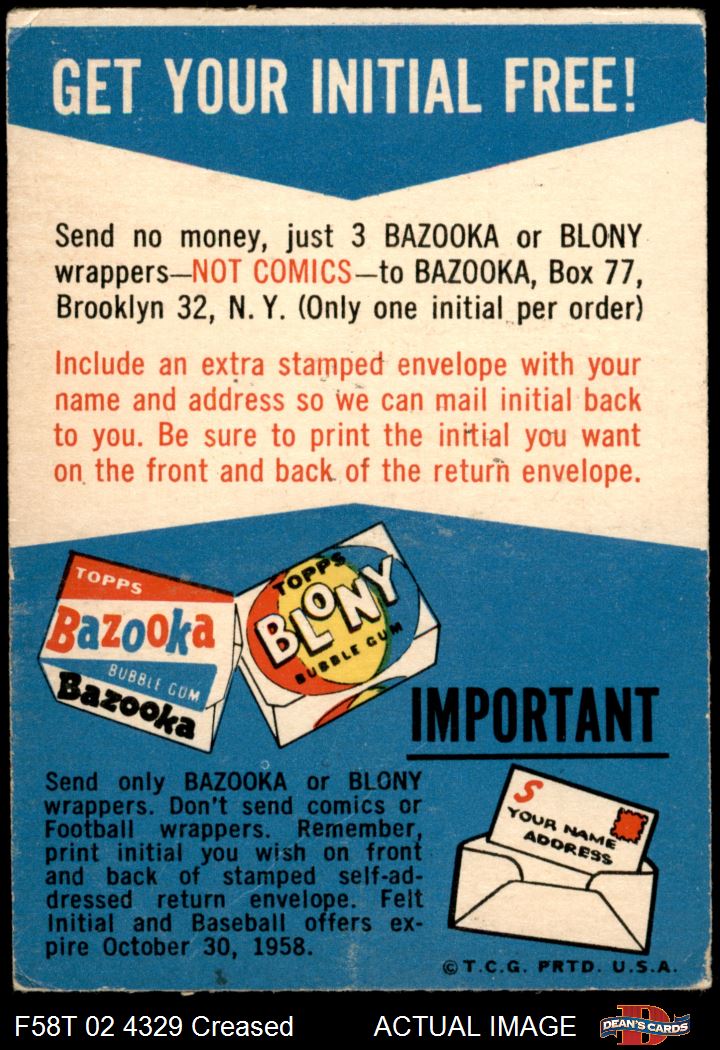 GET YOUR INITIAL FREE!
Send no money, just 3 BAZOOKA or BLONY
wrappers—NOT COMICS—to BAZOOKA, Box 77,
Brooklyn 32, N. Y. (Only one initial per order)
Include an extra stamped envelope with your
name and address so we can mail initial back
to you. Be sure to print the initial you want
on the front and back of the return envelope.
TOPPS
Bazooka
BUBBLE GUM
Bazooka
TOPPS
BLONY
BUBBLE GUM
IMPORTANT
Send only BAZOOKA or BLONY
wrappers. Don't send comics or
Football wrappers. Remember,
print initial you wish on front
and back of stamped self-ad-
dressed return envelope. Felt
Initial and Baseball offers ex-
pire October 30, 1958.
S
YOUR NAME
ADDRESS
© T.C.G. PRTD. U.S.A.
F58T 02 4329 Creased
ACTUAL IMAGE
D
DEAN'S CARDS